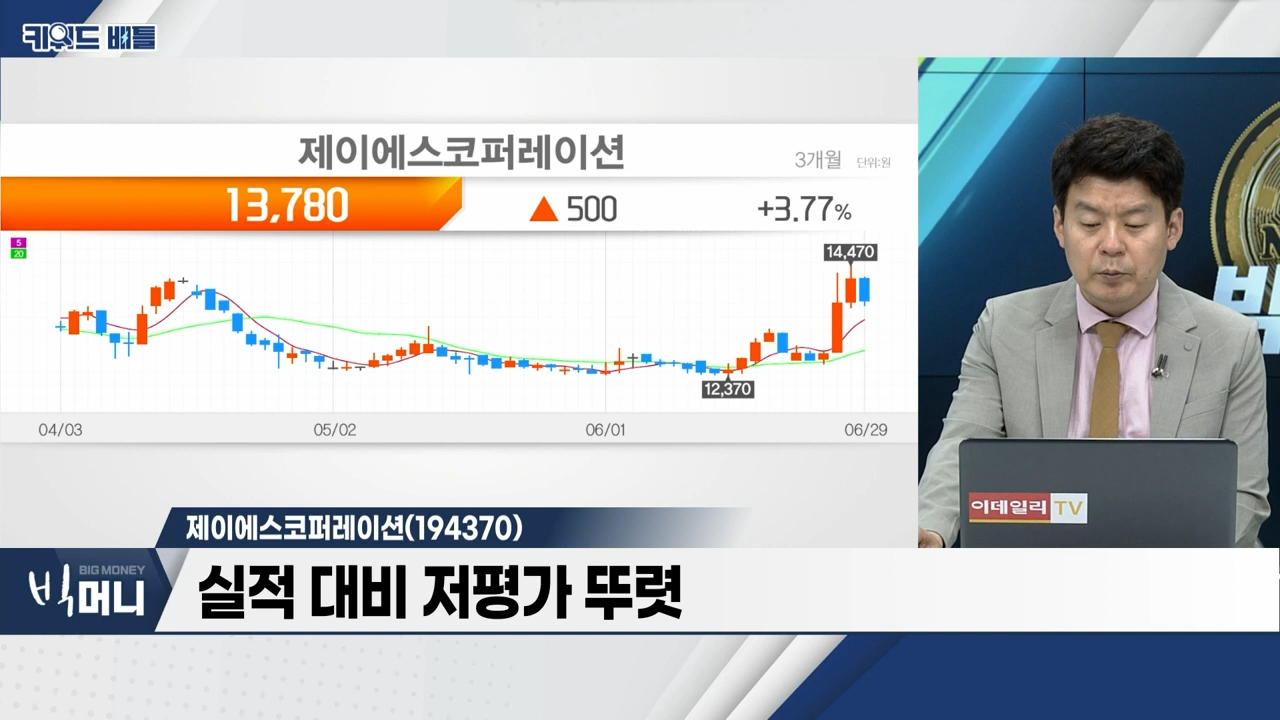 키워드 배틀
제이에스코퍼레이션
3개월 단위:원
13,780 ▲ 500 +3.77%
5
20
14,470
12,370
04/03 05/02 06/01 06/29
이데일리 TV
제이에스코퍼레이션(194370)
BIG MONEY
빅머니
실적 대비 저평가 뚜렷